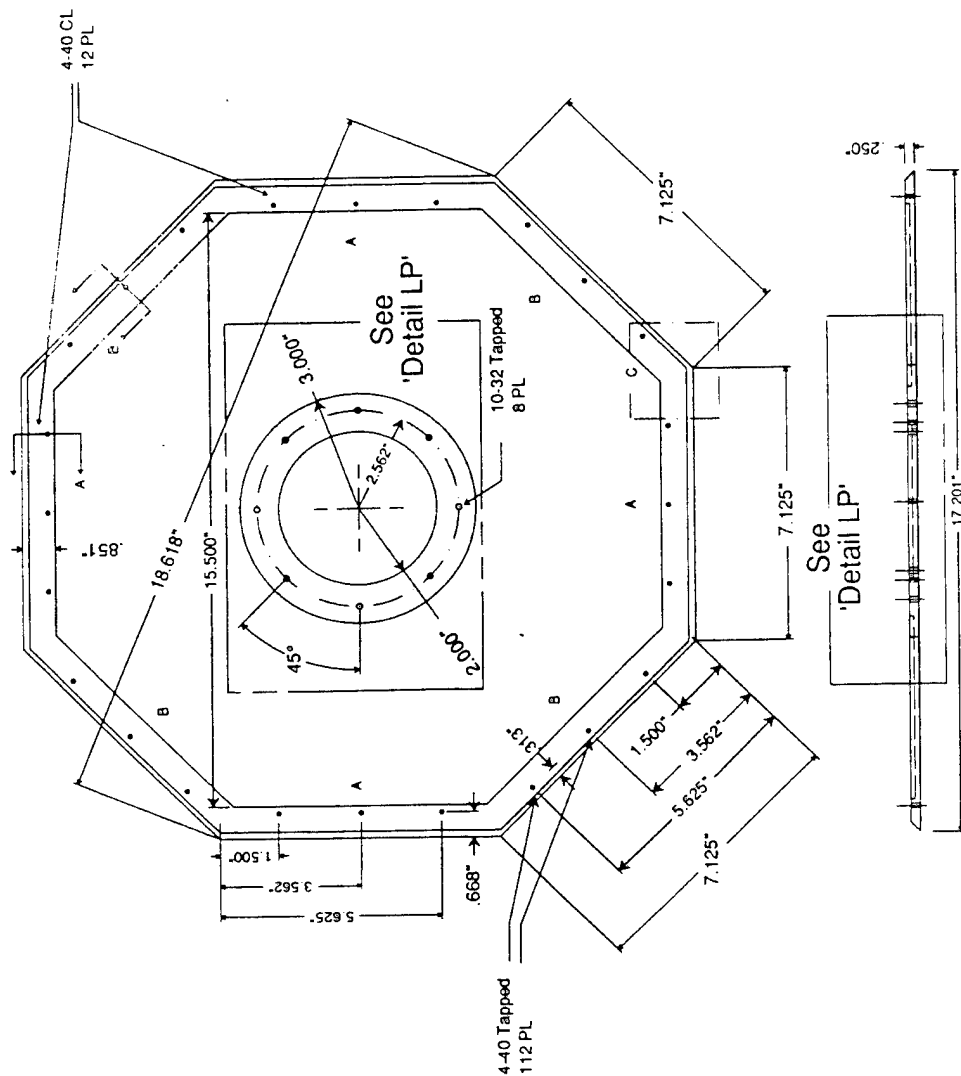 4-40 CL
12 PL
.851"
18.618"
15.500"
A
B
A
See
'Detail LP'
3.000"
2.562"
10-32 Tapped
8 PL
45°
2.000"
B
C
7.125"
A
7.125"
B
.313"
B
A
1.500"
3.562"
5.625"
.668"
1.500"
3.562"
5.625"
7.125"
4-40 Tapped
112 PL
See
'Detail LP'
.250"
17.201"